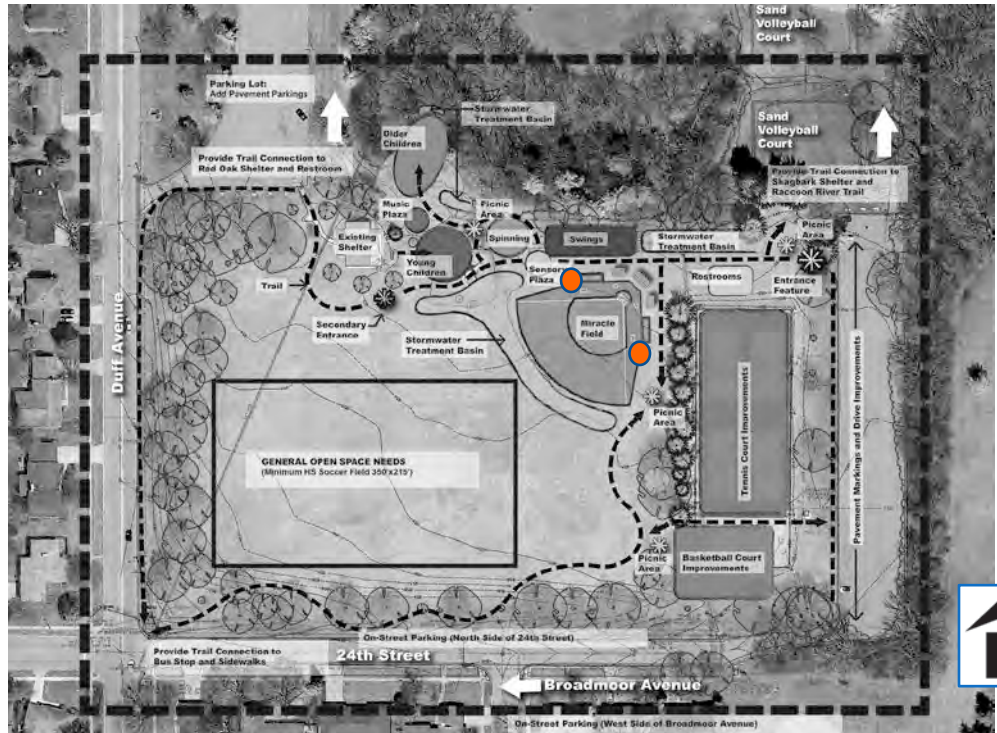 Sand
Volleyball
Court
Parking Lot:
Add Pavement Parkings
Stormwater
Treatment Basin
Older
Children
Sand
Volleyball
Court
Provide Trail Connection to
Red Oak Shelter and Restroom
Provide Trail Connection to
Skagbark Shelter and
Raccoon River Trail
Music
Plaza
Picnic
Area
Picnic
Area
Existing
Shelter
Spinning
Swings
Stormwater
Treatment Basin
Young
Children
Sensory
Plaza
Restrooms
Entrance
Feature
Trail
Secondary
Entrance
Miracle
Field
Stormwater
Treatment Basin
Duff Avenue
Picnic
Area
Tennis Court Improvements
Pavement Markings and Drive Improvements
GENERAL OPEN SPACE NEEDS
(Minimum HS Soccer Field 350'x215')
Picnic
Area
Basketball Court
Improvements
On-Street Parking (North Side of 24th Street)
Provide Trail Connection to
Bus Stop and Sidewalks
24th Street
Broadmoor Avenue
On-Street Parking (West Side of Broadmoor Avenue)